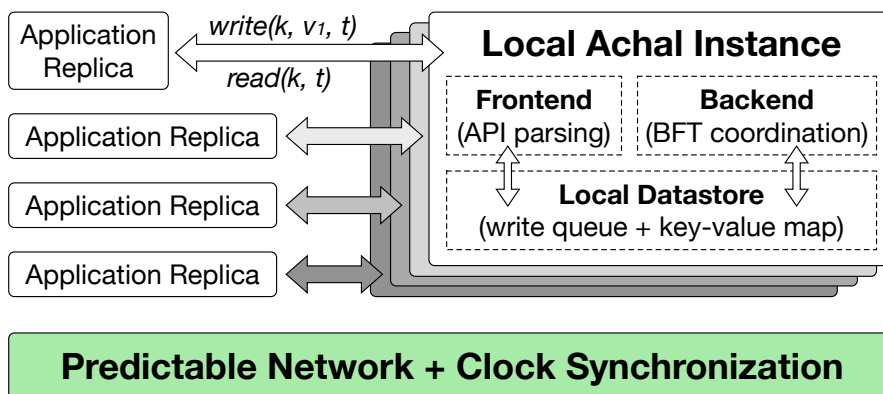 Application
Replica
write(k, v₁, t)
read(k, t)
Local Achal Instance
Frontend
(API parsing)
Backend
(BFT coordination)
Local Datastore
(write queue + key-value map)
Application Replica
Application Replica
Application Replica
Predictable Network + Clock Synchronization